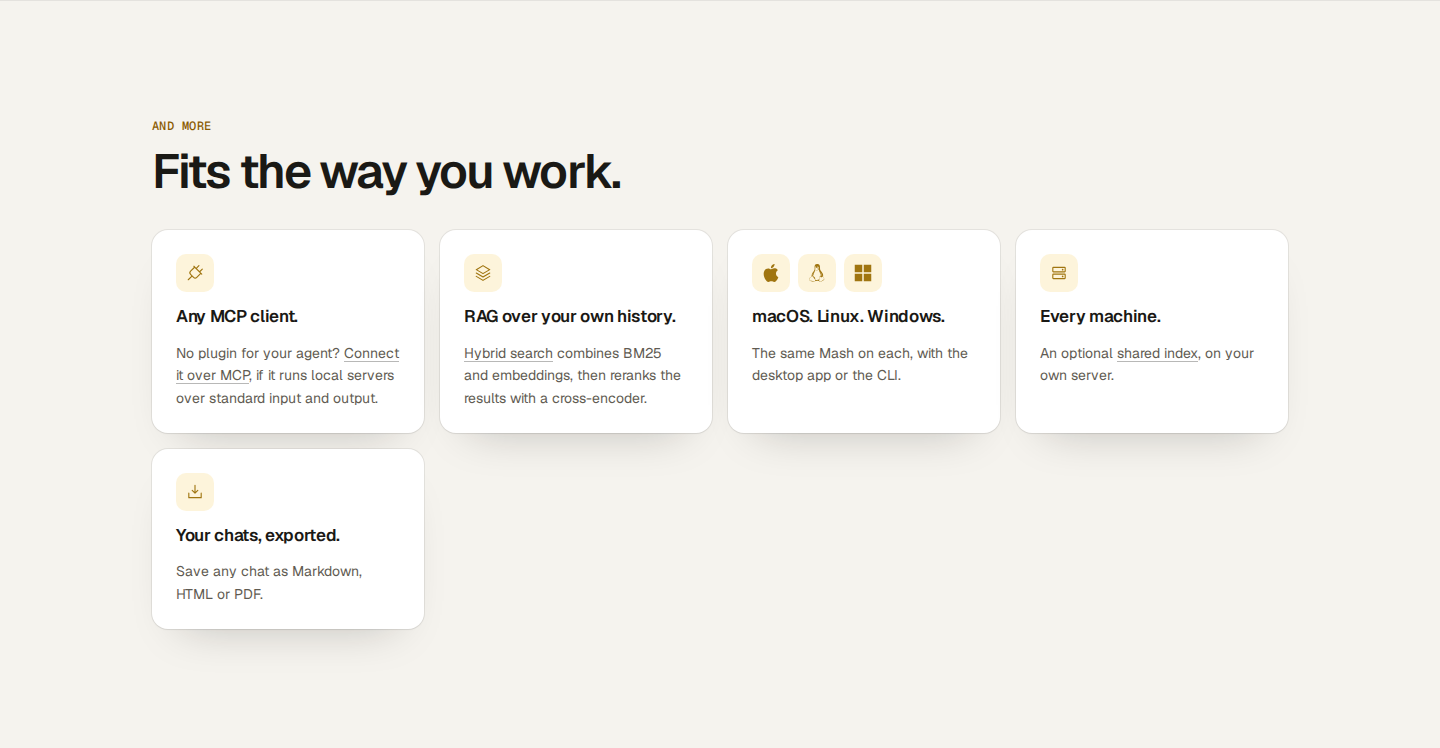 AND MORE
Fits the way you work.
Any MCP client.
No plugin for your agent? Connect
it over MCP, if it runs local servers
over standard input and output.
RAG over your own history.
Hybrid search combines BM25
and embeddings, then reranks the
results with a cross-encoder.
macOS. Linux. Windows.
The same Mash on each, with the
desktop app or the CLI.
Every machine.
An optional shared index, on your
own server.
Your chats, exported.
Save any chat as Markdown,
HTML or PDF.